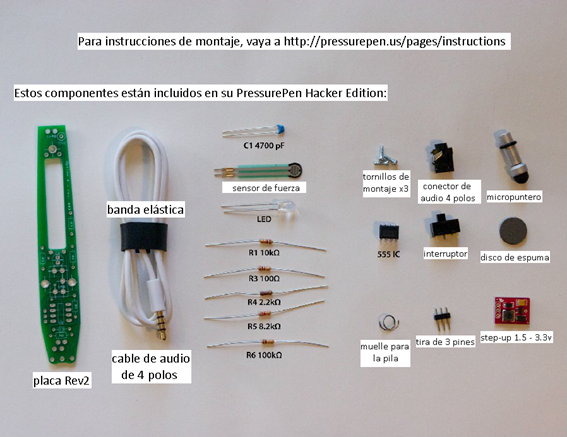 Para instrucciones de montaje, vaya a http://pressurepen.us/pages/instructions
Estos componentes están incluidos en su PressurePen Hacker Edition:
C1 4700 pF
sensor de fuerza
LED
R1 10kΩ
R3 100Ω
R4 2.2kΩ
R5 8.2kΩ
R6 100kΩ
banda elástica
cable de audio
de 4 polos
placa Rev2
tornillos de
montaje x3
conector de
audio 4 polos
micropuntero
555 IC
interruptor
disco de espuma
muelle para
la pila
tira de 3 pines
step-up 1.5 - 3.3v